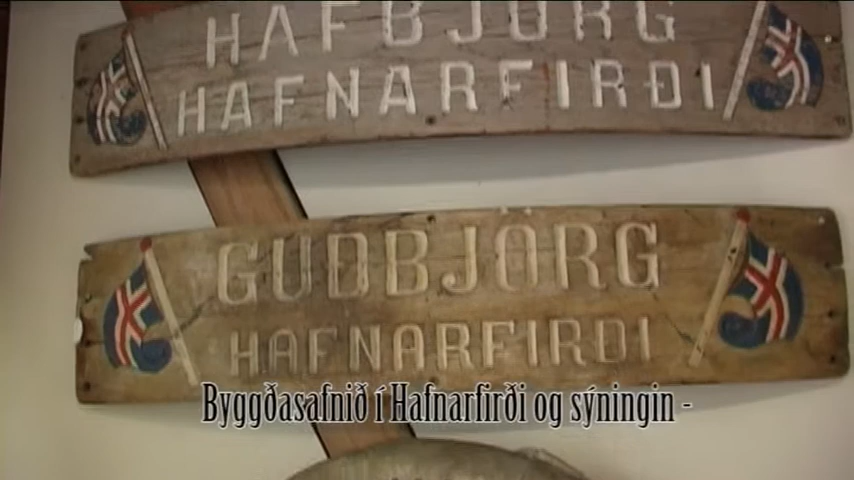 HAFBJÖRG
HAFNARFIRÐI
GUÐBJÖRG
HAFNARFIRÐI
Byggðasafnið í Hafnarfirði og sýningin -